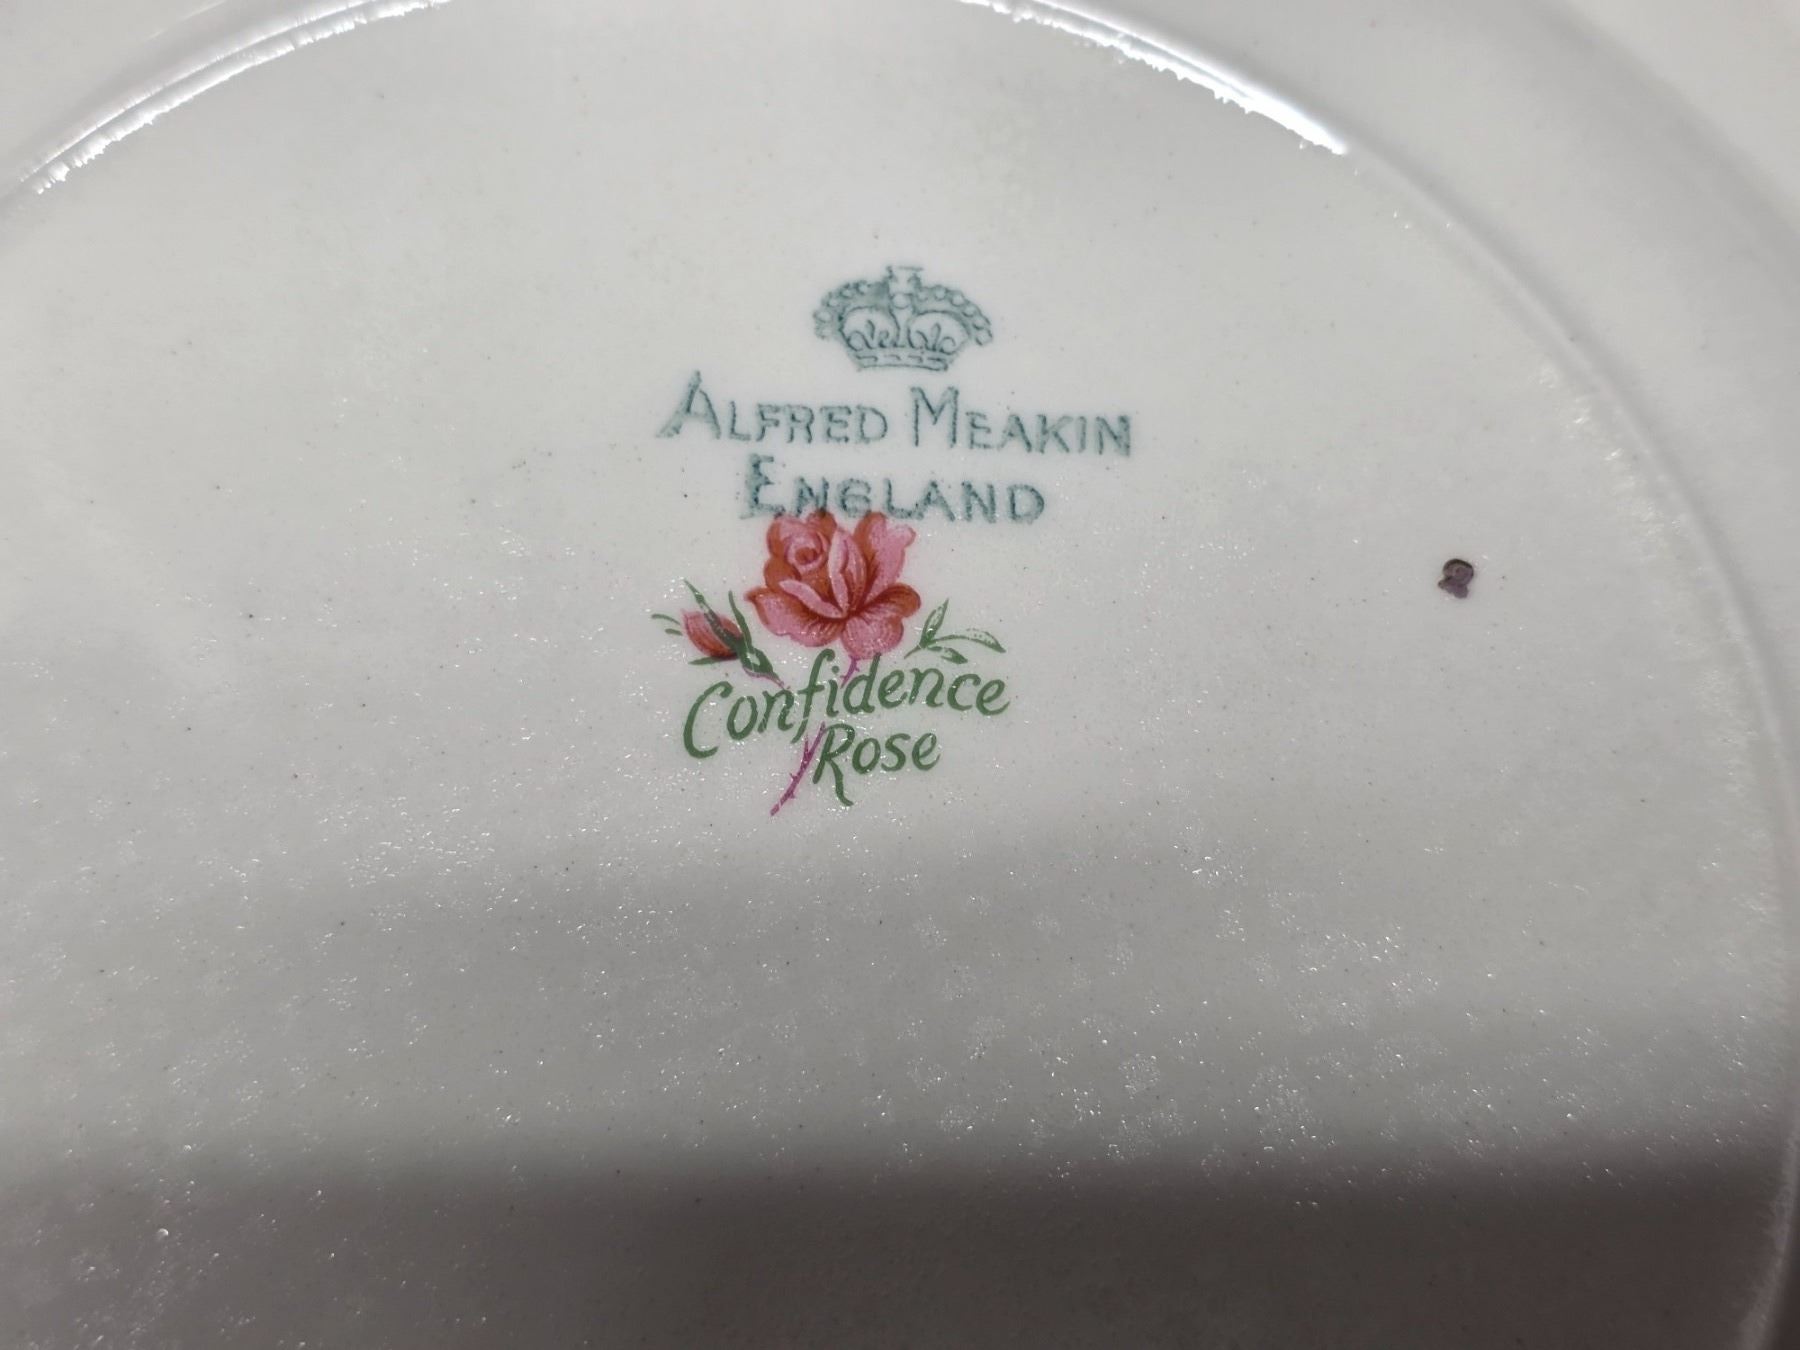 ALFRED MEAKIN
ENGLAND
Confidence
Rose